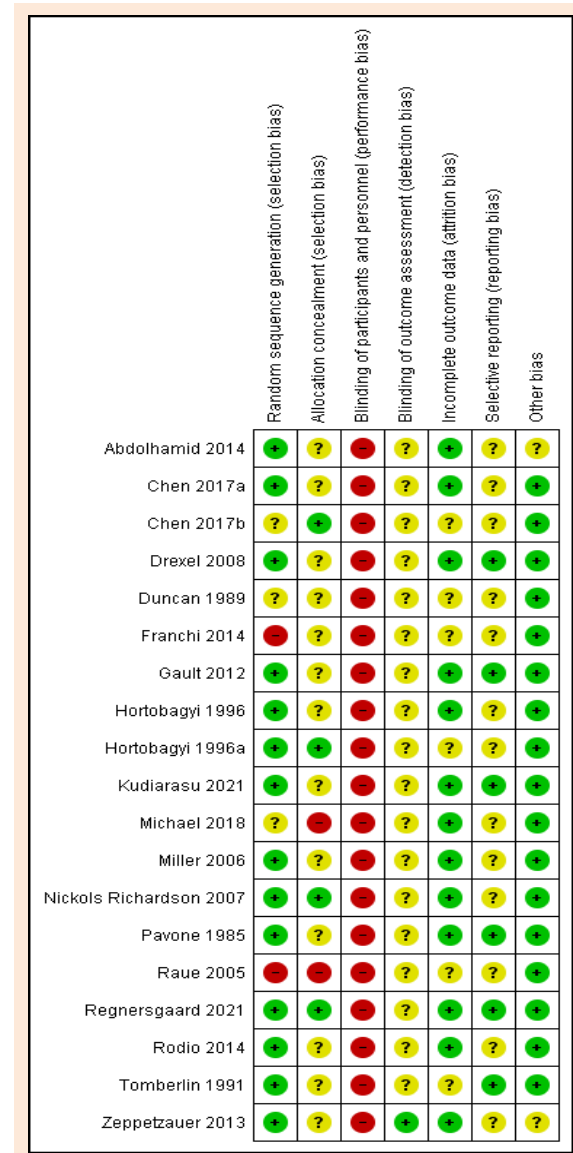 Random sequence generation (selection bias)
Allocation concealment (selection bias)
Blinding of participants and personnel (performance bias)
Blinding of outcome assessment (detection bias)
Incomplete outcome data (attrition bias)
Selective reporting (reporting bias)
Other bias
Abdolhamid 2014 + ? - ? + ? ?
Chen 2017a + ? - ? + ? +
Chen 2017b ? + - ? ? ? +
Drexel 2008 + ? - ? + + +
Duncan 1989 ? ? - ? ? ? +
Franchi 2014 - ? - ? ? ? +
Gault 2012 + ? - ? + + +
Hortobagyi 1996 + ? - ? + ? +
Hortobagyi 1996a + + - ? ? ? +
Kudiarasu 2021 + ? - ? + + +
Michael 2018 ? - - ? + ? +
Miller 2006 + ? - ? + ? +
Nickols Richardson 2007 + + - ? + ? +
Pavone 1985 + ? - ? + + +
Raue 2005 - - - ? ? ? +
Regnersgaard 2021 + + - ? + + +
Rodio 2014 + ? - ? + ? +
Tomberlin 1991 + ? - ? ? + +
Zeppetzauer 2013 + ? - + + ? ?